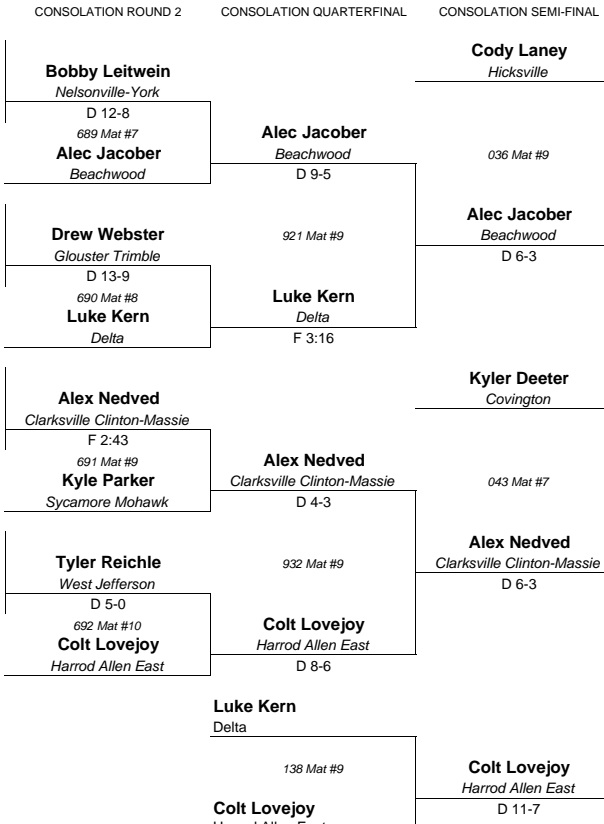 CONSOLATION ROUND 2 CONSOLATION QUARTERFINAL CONSOLATION SEMI-FINAL
Cody Laney
Hicksville
Bobby Leitwein
Nelsonville-York
D 12-8
689 Mat #7
Alec Jacober
Beachwood
Alec Jacober
Beachwood
D 9-5
036 Mat #9
Alec Jacober
Beachwood
D 6-3
Drew Webster
Glouster Trimble
D 13-9
690 Mat #8
Luke Kern
Delta
921 Mat #9
Luke Kern
Delta
F 3:16
Kyler Deeter
Covington
Alex Nedved
Clarksville Clinton-Massie
F 2:43
691 Mat #9
Kyle Parker
Sycamore Mohawk
Alex Nedved
Clarksville Clinton-Massie
D 4-3
043 Mat #7
Alex Nedved
Clarksville Clinton-Massie
D 6-3
Tyler Reichle
West Jefferson
D 5-0
692 Mat #10
Colt Lovejoy
Harrod Allen East
932 Mat #9
Colt Lovejoy
Harrod Allen East
D 8-6
Luke Kern
Delta
138 Mat #9
Colt Lovejoy
Harrod Allen East
D 11-7
Colt Lovejoy
Harrod Allen East